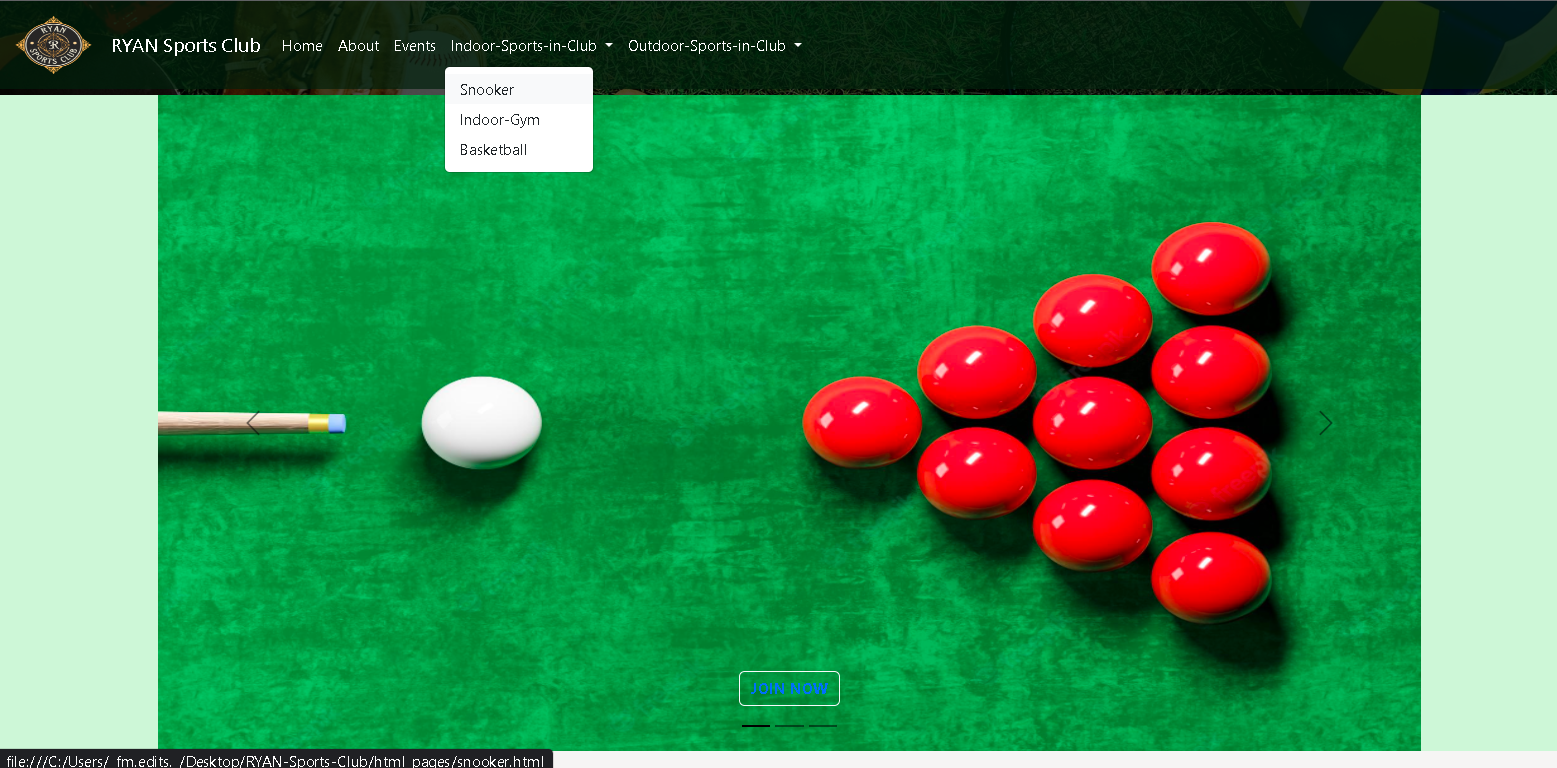 RYAN
SPORTS CLUB
RYAN Sports Club Home About Events Indoor-Sports-in-Club Outdoor-Sports-in-Club
Snooker
Indoor-Gym
Basketball
JOIN NOW
file:///C:/Users/_fm.edits._/Desktop/RYAN-Sports-Club/html_pages/snooker.html